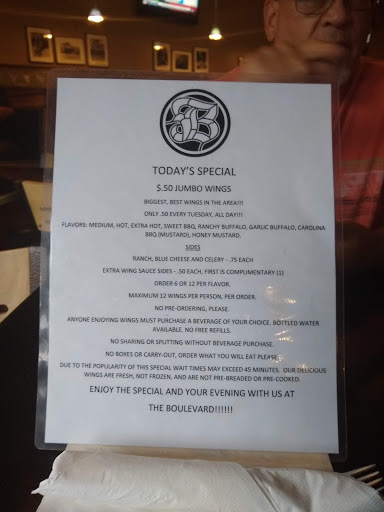 B
TODAY'S SPECIAL
$.50 JUMBO WINGS
BIGGEST, BEST WINGS IN THE AREA!!!
ONLY .50 EVERY TUESDAY, ALL DAY!!!
FLAVORS: MEDIUM, HOT, EXTRA HOT, SWEET BBQ, RANCHY BUFFALO, GARLIC BUFFALO, CAROLINA
BBQ (MUSTARD), HONEY MUSTARD.
SIDES
RANCH, BLUE CHEESE AND CELERY - .75 EACH
EXTRA WING SAUCE SIDES - .50 EACH, FIRST IS COMPLIMENTARY (1)
ORDER 6 OR 12 PER FLAVOR.
MAXIMUM 12 WINGS PER PERSON, PER ORDER.
NO PRE-ORDERING, PLEASE.
ANYONE ENJOYING WINGS MUST PURCHASE A BEVERAGE OF YOUR CHOICE. BOTTLED WATER
AVAILABLE. NO FREE REFILLS.
NO SHARING OR SPLITTING WITHOUT BEVERAGE PURCHASE.
NO BOXES OR CARRY-OUT, ORDER WHAT YOU WILL EAT PLEASE.
DUE TO THE POPULARITY OF THIS SPECIAL WAIT TIMES MAY EXCEED 45 MINUTES. OUR DELICIOUS
WINGS ARE FRESH, NOT FROZEN, AND ARE NOT PRE-BREADED OR PRE-COOKED.
ENJOY THE SPECIAL AND YOUR EVENING WITH US AT
THE BOULEVARD!!!!!!